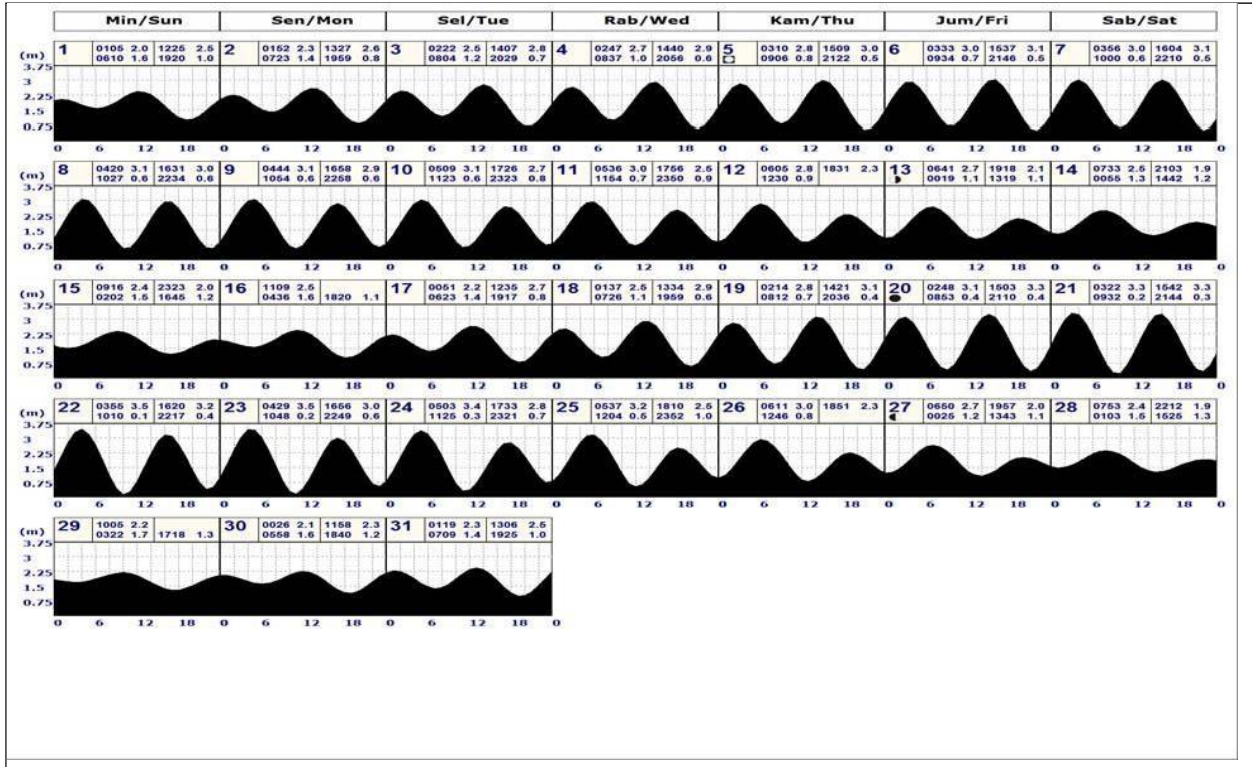 Min/Sun Sen/Mon Sel/Tue Rab/Wed Kam/Thu Jum/Fri Sab/Sat
1 0105 2.0 1225 2.5 2 0152 2.3 1327 2.6 3 0222 2.5 1407 2.8 4 0247 2.7 1440 2.9 5 0310 2.8 1509 3.0 6 0333 3.0 1537 3.1 7 0356 3.0 1604 3.1
(m) 0610 1.6 1920 1.0 0723 1.4 1959 0.8 0804 1.2 2029 0.7 0837 1.0 2056 0.6 0906 0.8 2122 0.5 0934 0.7 2146 0.5 1000 0.6 2210 0.5
3.75
3
2.25
1.5
0.75
0 6 12 18 0 6 12 18 0 6 12 18 0 6 12 18 0 6 12 18 0 6 12 18 0 6 12 18 0
8 0420 3.1 1631 3.0 9 0444 3.1 1658 2.9 10 0509 3.1 1726 2.7 11 0536 3.0 1756 2.5 12 0605 2.8 1831 2.3 13 0641 2.7 1918 2.1 14 0733 2.5 2103 1.9
(m) 1027 0.6 2234 0.6 1054 0.6 2258 0.6 1123 0.6 2323 0.8 1154 0.7 2350 0.9 1230 0.9 0019 1.1 1319 1.1 0055 1.3 1442 1.2
3.75
3
2.25
1.5
0.75
0 6 12 18 0 6 12 18 0 6 12 18 0 6 12 18 0 6 12 18 0 6 12 18 0 6 12 18 0
15 0916 2.4 2323 2.0 16 1109 2.5 17 0051 2.2 1235 2.7 18 0137 2.5 1334 2.9 19 0214 2.8 1421 3.1 20 0248 3.1 1503 3.3 21 0322 3.3 1542 3.3
(m) 0202 1.5 1645 1.2 0436 1.6 1820 1.1 0623 1.4 1917 0.8 0726 1.1 1959 0.6 0812 0.7 2036 0.4 0853 0.4 2110 0.4 0932 0.2 2144 0.3
3.75
3
2.25
1.5
0.75
0 6 12 18 0 6 12 18 0 6 12 18 0 6 12 18 0 6 12 18 0 6 12 18 0 6 12 18 0
22 0355 3.5 1620 3.2 23 0429 3.5 1656 3.0 24 0503 3.4 1733 2.8 25 0537 3.2 1810 2.5 26 0611 3.0 1851 2.3 27 0650 2.7 1957 2.0 28 0753 2.4 2212 1.9
(m) 1010 0.1 2217 0.4 1048 0.2 2249 0.6 1125 0.3 2321 0.7 1204 0.5 2352 1.0 1246 0.8 0025 1.2 1343 1.1 0103 1.5 1525 1.3
3.75
3
2.25
1.5
0.75
0 6 12 18 0 6 12 18 0 6 12 18 0 6 12 18 0 6 12 18 0 6 12 18 0 6 12 18 0
29 1005 2.2 30 0026 2.1 1158 2.3 31 0119 2.3 1306 2.5
(m) 0322 1.7 1718 1.3 0558 1.6 1840 1.2 0709 1.4 1925 1.0
3.75
3
2.25
1.5
0.75
0 6 12 18 0 6 12 18 0 6 12 18 0